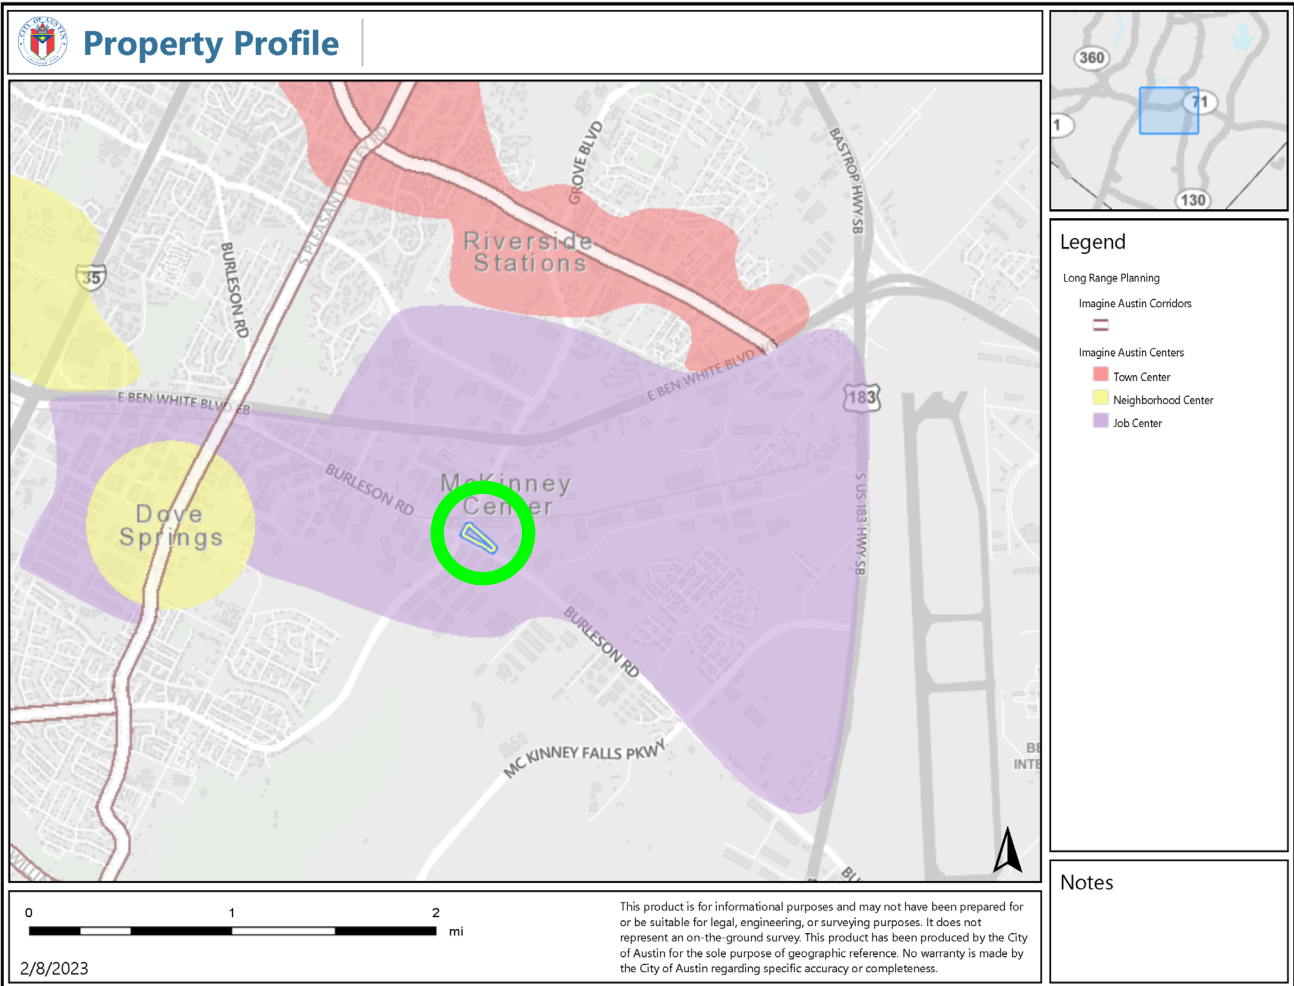 CITY OF AUSTIN
Property Profile
360
71
1
130
BASTROP HWY SB
GROVE BLVD
S PLEASANT VALLEY RD
Riverside
Stations
BURLESON RD
35
E BEN WHITE BLVD WB
E BEN WHITE BLVD EB
183
BURLESON RD
McKinney
Center
Dove
Springs
S US 183 HWY SB
BURLESON RD
MC KINNEY FALLS PKWY
BE
INTE
BU
Legend
Long Range Planning
Imagine Austin Corridors
Imagine Austin Centers
Town Center
Neighborhood Center
Job Center
Notes
0 1 2
mi
2/8/2023
This product is for informational purposes and may not have been prepared for
or be suitable for legal, engineering, or surveying purposes. It does not
represent an on-the-ground survey. This product has been produced by the City
of Austin for the sole purpose of geographic reference. No warranty is made by
the City of Austin regarding specific accuracy or completeness.